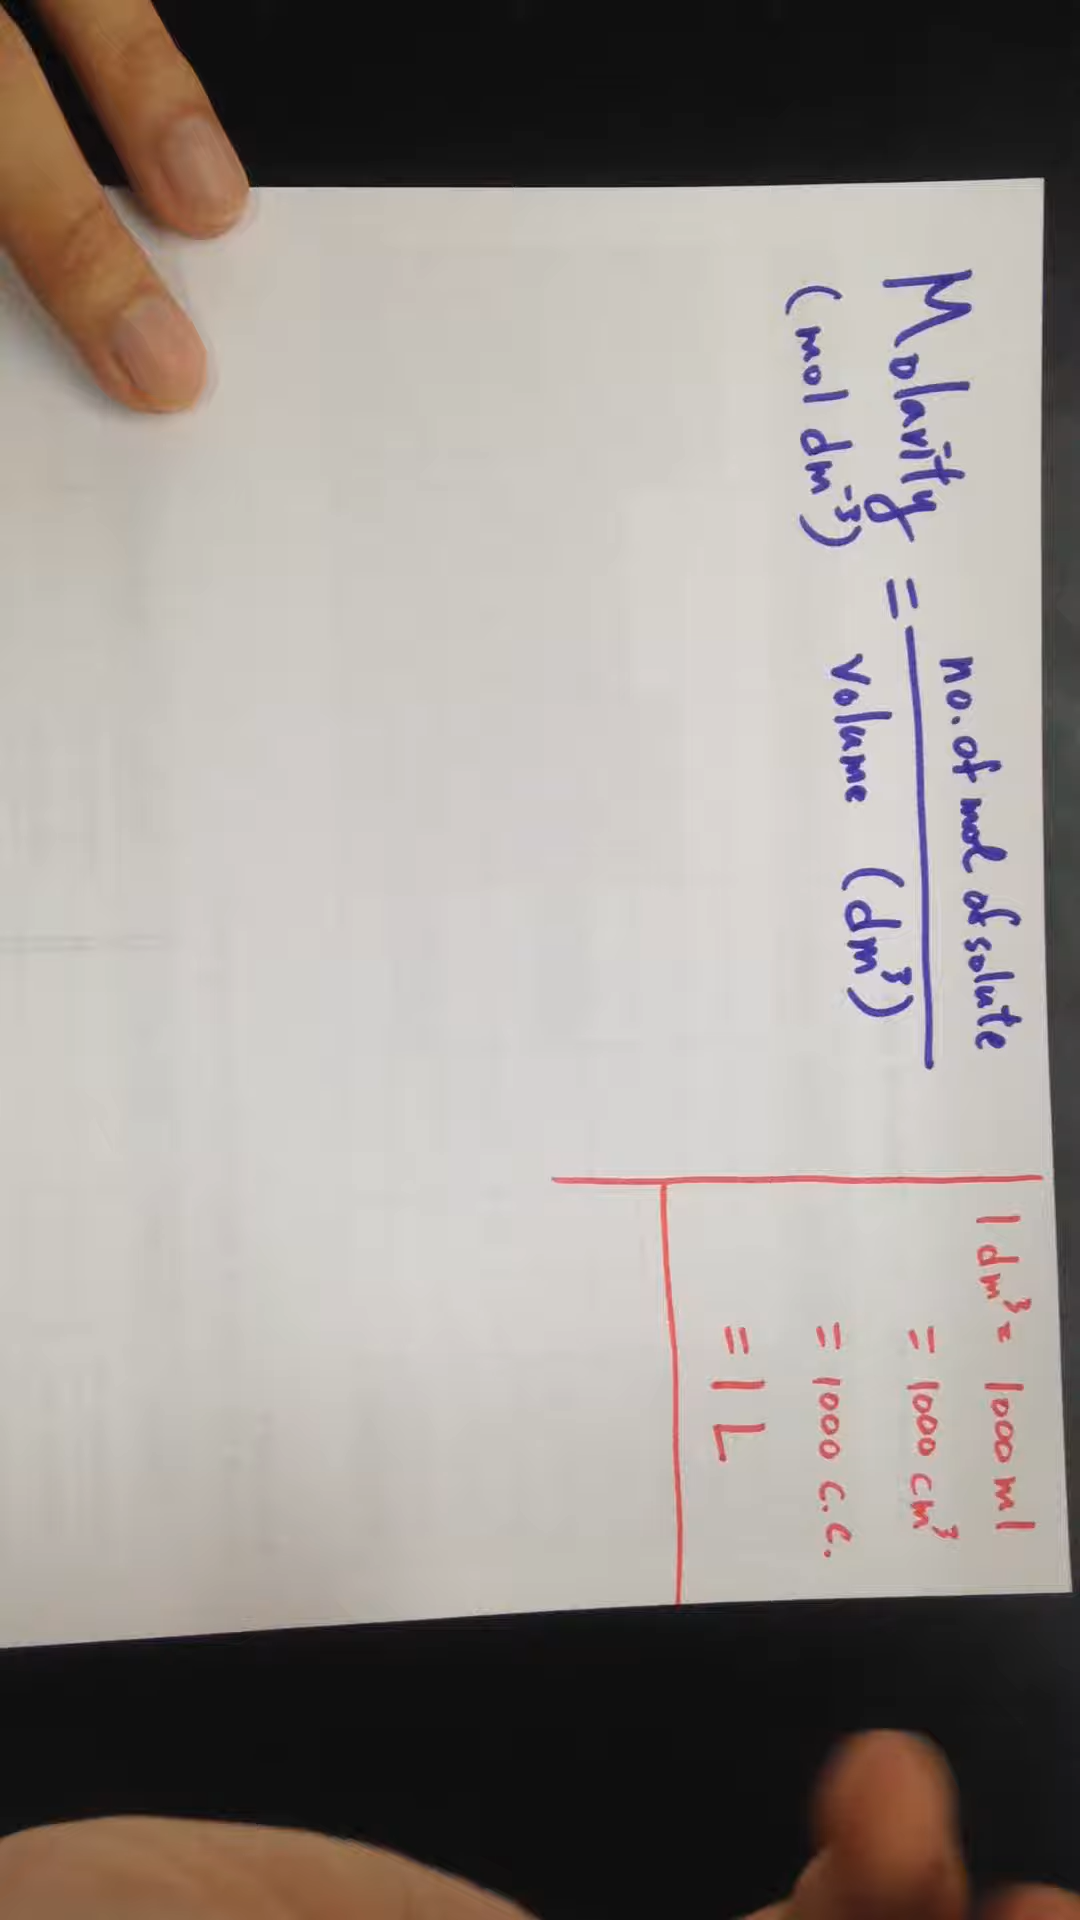 no. of mol of solute
Molarity =
(mol dm⁻³) volume (dm³)
1 dm³ = 1000 ml
= 1000 cm³
= 1000 c.c.
= 1 L